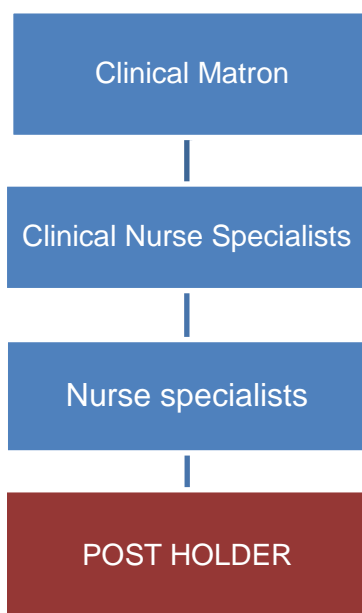 Clinical Matron
Clinical Nurse Specialists
Nurse specialists
POST HOLDER